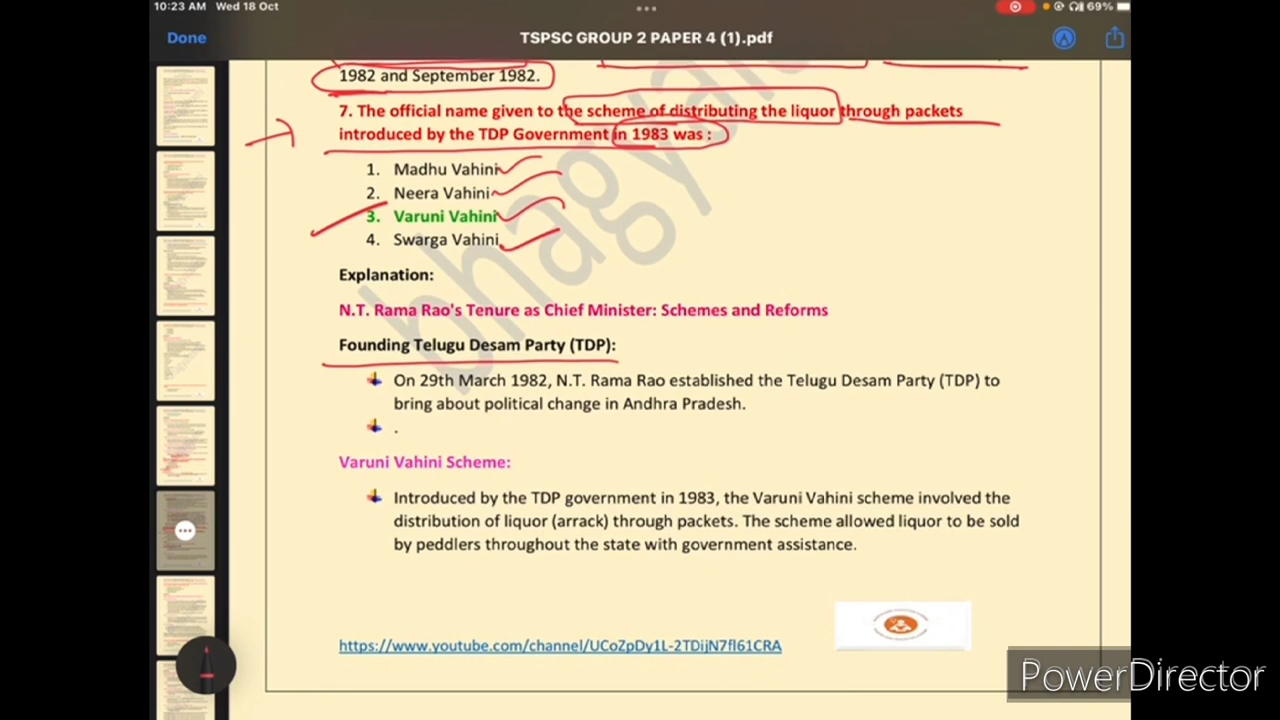 10:23 AM Wed 18 Oct
69%
Done
TSPSC GROUP 2 PAPER 4 (1).pdf
1982 and September 1982.
7. The official name given to the scheme of distributing the liquor through packets
introduced by the TDP Government in 1983 was :
1. Madhu Vahini
2. Neera Vahini
3. Varuni Vahini
4. Swarga Vahini
Explanation:
N.T. Rama Rao's Tenure as Chief Minister: Schemes and Reforms
Founding Telugu Desam Party (TDP):
On 29th March 1982, N.T. Rama Rao established the Telugu Desam Party (TDP) to
bring about political change in Andhra Pradesh.
.
Varuni Vahini Scheme:
Introduced by the TDP government in 1983, the Varuni Vahini scheme involved the
distribution of liquor (arrack) through packets. The scheme allowed liquor to be sold
by peddlers throughout the state with government assistance.
https://www.youtube.com/channel/UCoZpDy1L-2TDijN7fl61CRA
PowerDirector